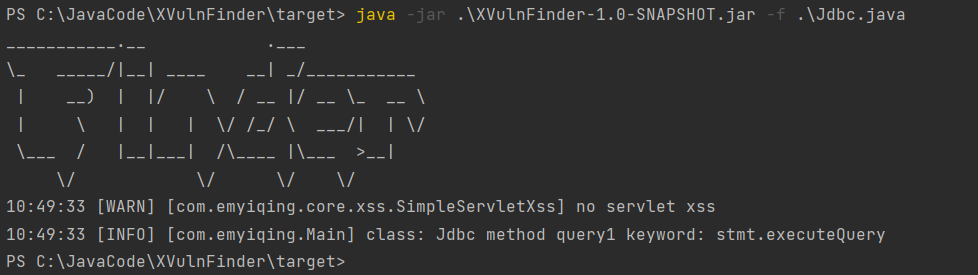 PS C:\JavaCode\XVulnFinder\target> java -jar .\XVulnFinder-1.0-SNAPSHOT.jar -f .\Jdbc.java
___________.__            .___
\_   _____/|__| ____    __| _/___________
 |    __)  |  |/    \  / __ |/ __ \_  __ \
 |     \   |  |   |  \/ /_/ \  ___/|  | \/
 \___  /   |__|___|  /\____ |\___  >__|
     \/            \/      \/    \/
10:49:33 [WARN] [com.emyiqing.core.xss.SimpleServletXss] no servlet xss
10:49:33 [INFO] [com.emyiqing.Main] class: Jdbc method query1 keyword: stmt.executeQuery
PS C:\JavaCode\XVulnFinder\target>